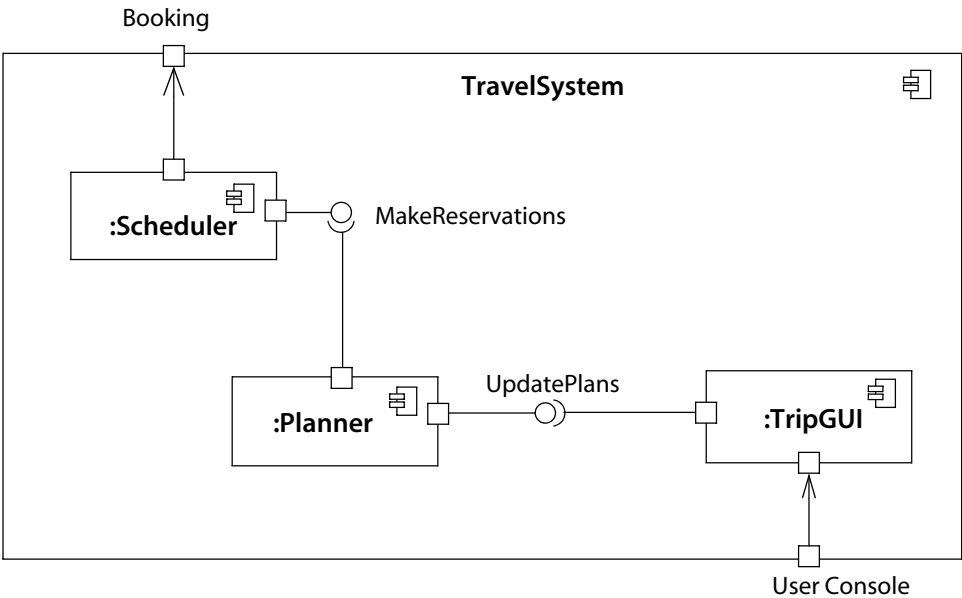 Booking
TravelSystem
:Scheduler
MakeReservations
UpdatePlans
:Planner
:TripGUI
User Console